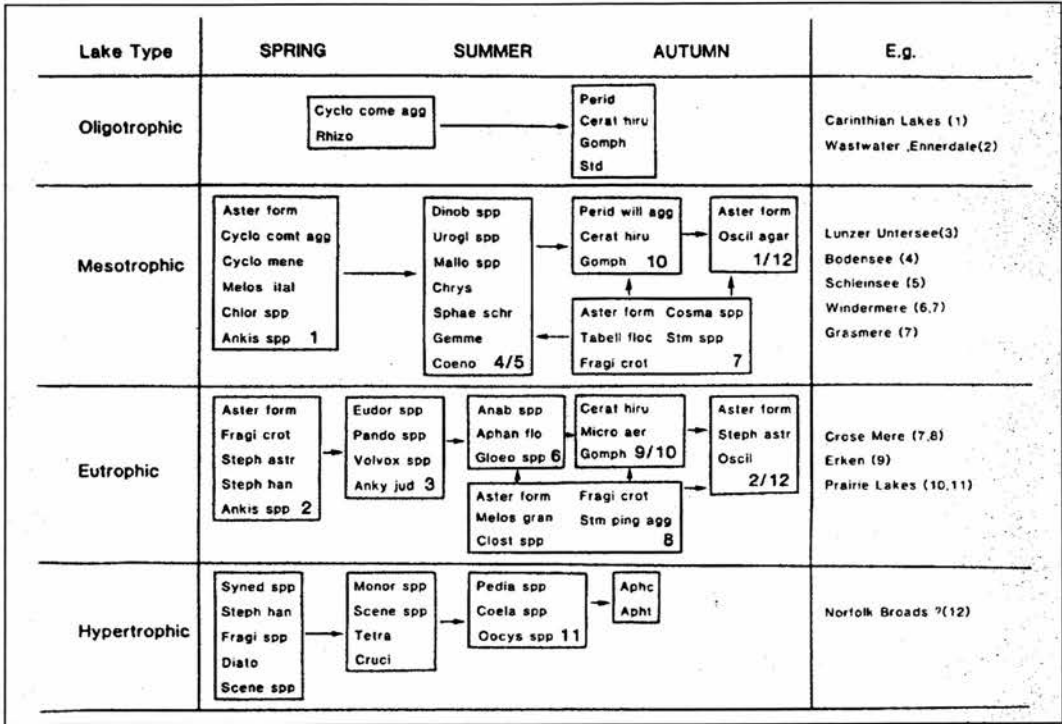 Lake Type SPRING SUMMER AUTUMN E.g.
Oligotrophic
Cyclo come agg
Rhizo
Perid
Cerat hiru
Gomph
Std
Carinthian Lakes (1)
Wastwater ,Ennerdale(2)
Mesotrophic
Aster form
Cyclo comt agg
Cyclo mene
Melos ital
Chlor spp
Ankis spp 1
Dinob spp
Urogl spp
Mallo spp
Chrys
Sphae schr
Gemme
Coeno 4/5
Perid will agg
Cerat hiru
Gomph 10
Aster form
Oscil agar
1/12
Aster form Cosma spp
Tabell floc Stm spp
Fragi crot 7
Lunzer Untersee(3)
Bodensee (4)
Schleinsee (5)
Windermere (6,7)
Grasmere (7)
Eutrophic
Aster form
Fragi crot
Steph astr
Steph han
Ankis spp 2
Eudor spp
Pando spp
Volvox spp
Anky jud 3
Anab spp
Aphan flo
Gloeo spp 6
Cerat hiru
Micro aer
Gomph 9/10
Aster form
Steph astr
Oscil
2/12
Aster form Fragi crot
Melos gran Stm ping agg
Clost spp 8
Crose Mere (7,8)
Erken (9)
Prairie Lakes (10,11)
Hypertrophic
Syned spp
Steph han
Fragi spp
Diato
Scene spp
Monor spp
Scene spp
Tetra
Cruci
Pedia spp
Coela spp
Oocys spp 11
Aphc
Apht
Norfolk Broads ?(12)